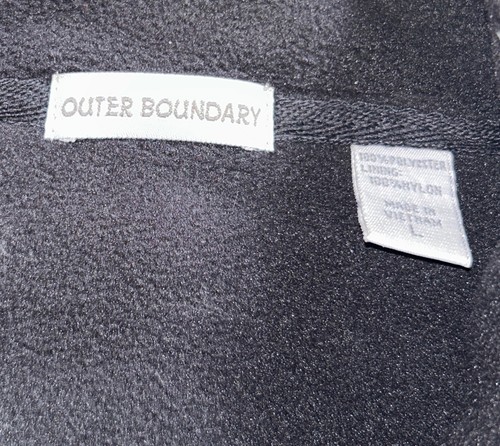 OUTER BOUNDARY
100%POLYESTER
LINING:
100%NYLON
MADE IN
VIETNAM
L